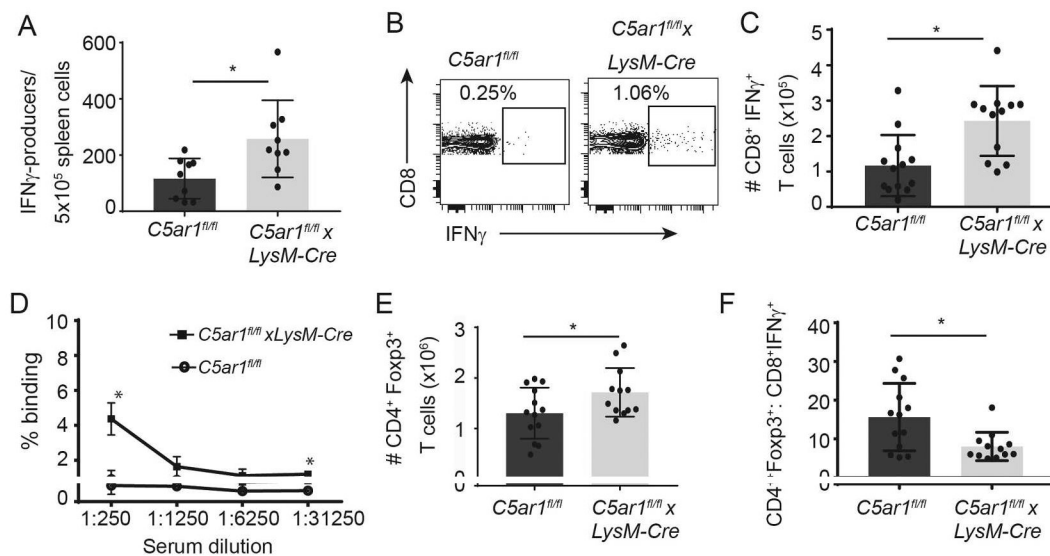 A
IFNγ-producers/
5x10⁵ spleen cells
600
400
200
0
*
C5ar1fl/fl
C5ar1fl/fl x
LysM-Cre
B
C5ar1fl/fl
C5ar1fl/fl x
LysM-Cre
0.25%
1.06%
CD8
IFNγ
C
# CD8⁺ IFNγ⁺
T cells (x10⁵)
5
4
3
2
1
0
*
C5ar1fl/fl
C5ar1fl/fl x
LysM-Cre
D
% binding
10
8
6
4
2
0
C5ar1fl/fl xLysM-Cre
C5ar1fl/fl
*
*
1:250
1:1250
1:6250
1:31250
Serum dilution
E
# CD4⁺ Foxp3⁺
T cells (x10⁶)
3
2
1
0
*
C5ar1fl/fl
C5ar1fl/fl x
LysM-Cre
F
CD4⁺Foxp3⁺: CD8⁺IFNγ⁺
40
30
20
10
0
*
C5ar1fl/fl
C5ar1fl/fl x
LysM-Cre